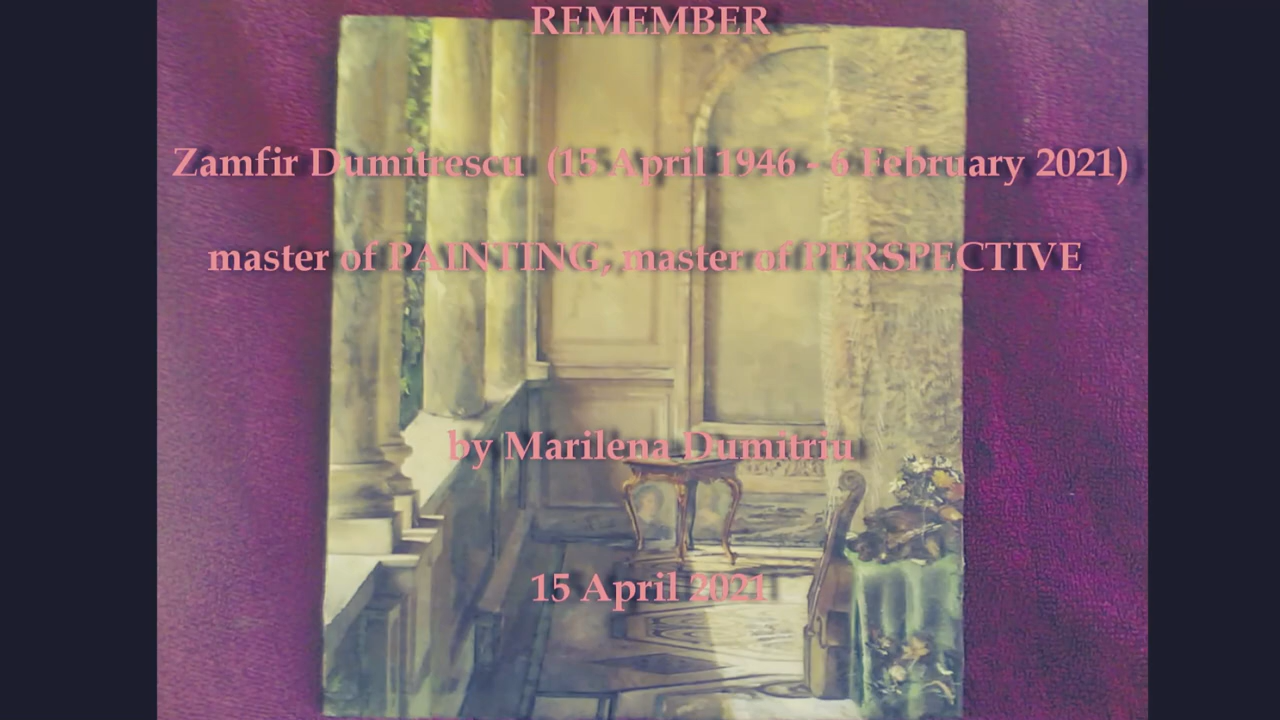 REMEMBER
Zamfir Dumitrescu (15 April 1946 - 6 February 2021)
master of PAINTING, master of PERSPECTIVE
by Marilena Dumitriu
15 April 2021